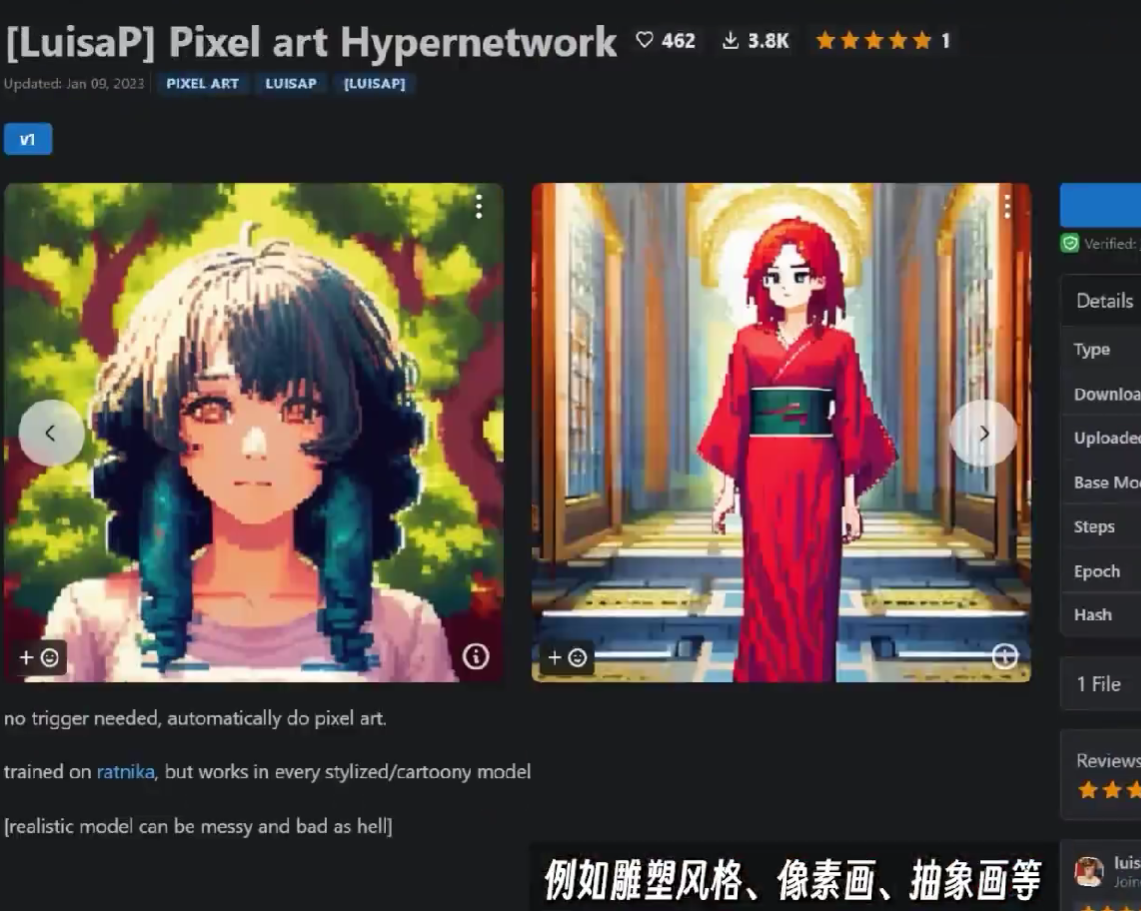 [LuisaP] Pixel art Hypernetwork 462 3.8K 1
Updated: Jan 09, 2023 PIXEL ART LUISAP [LUISAP]
v1
Verified:
Details
Type
Downloa
Uploaded
Base Mo
Steps
Epoch
Hash
1 File
no trigger needed, automatically do pixel art.
trained on ratnika, but works in every stylized/cartoony model
[realistic model can be messy and bad as hell]
Reviews
luis
Join
例如雕塑风格、像素画、抽象画等